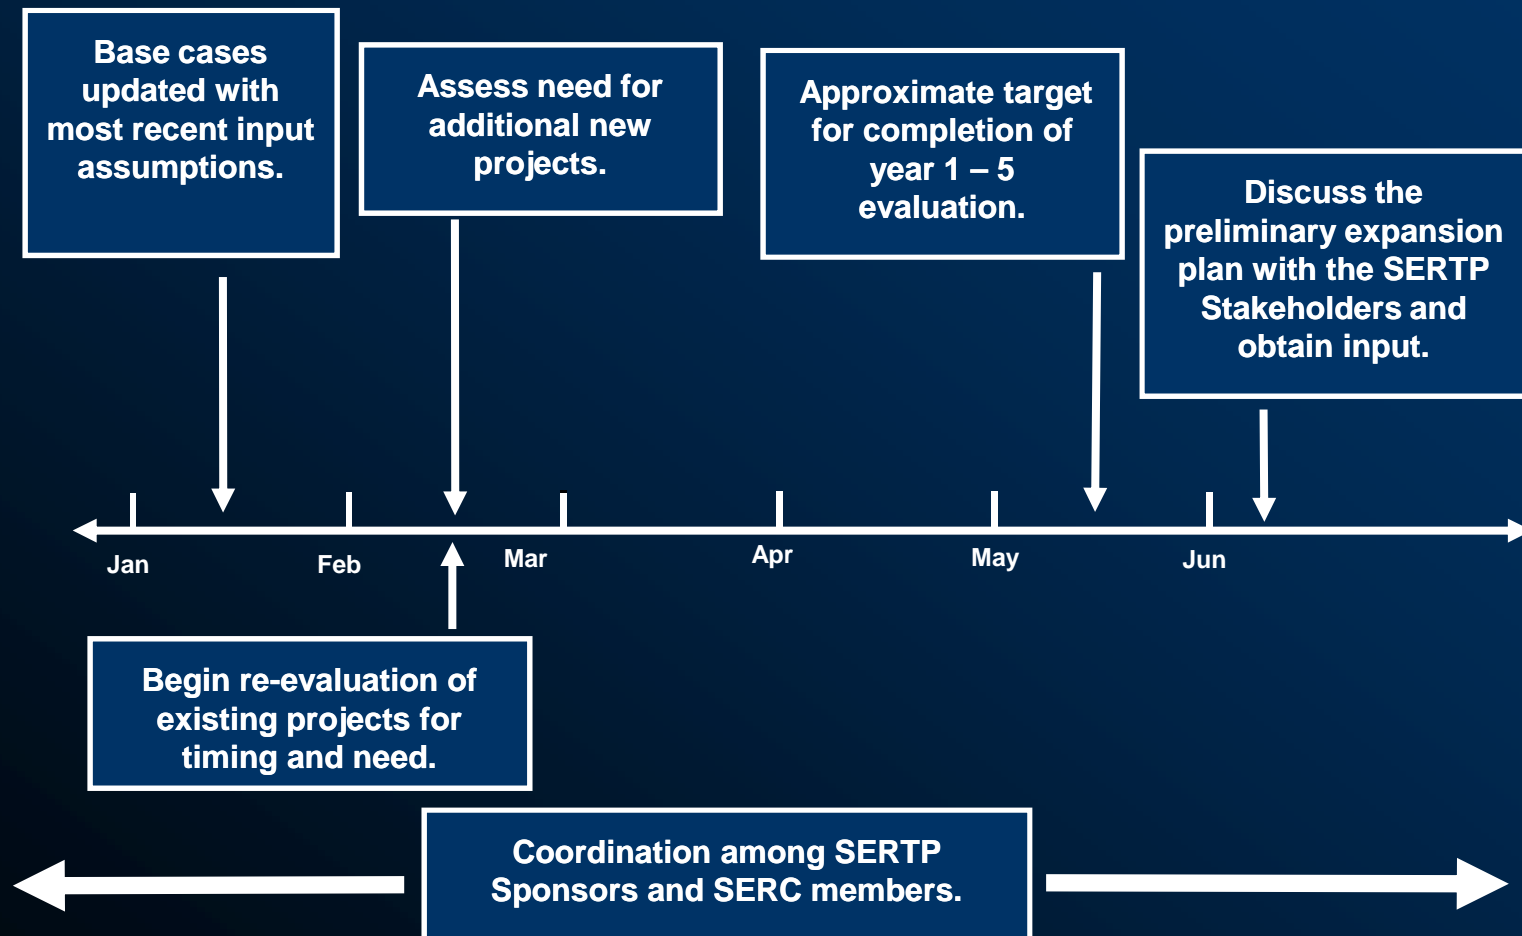 Base cases
updated with
most recent input
assumptions.
Assess need for
additional new
projects.
Approximate target
for completion of
year 1 – 5
evaluation.
Discuss the
preliminary expansion
plan with the SERTP
Stakeholders and
obtain input.
Jan
Feb
Mar
Apr
May
Jun
Begin re-evaluation of
existing projects for
timing and need.
Coordination among SERTP
Sponsors and SERC members.